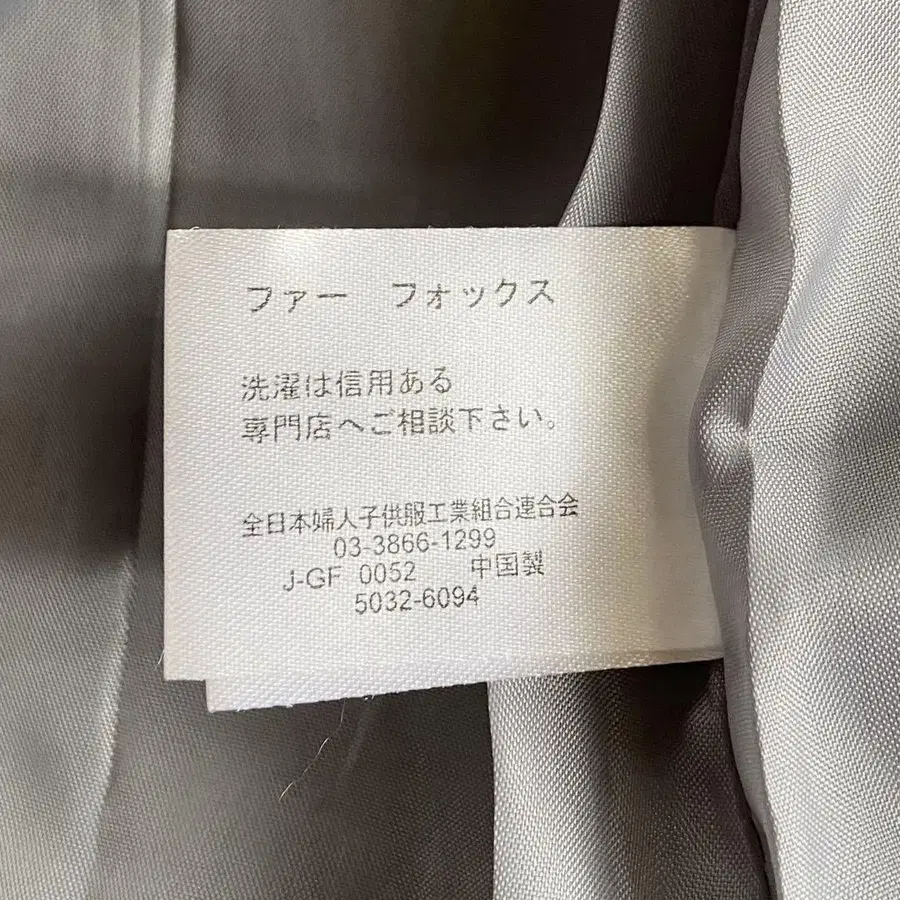 ファー　フォックス
洗濯は信用ある
専門店へご相談下さい。
全日本婦人子供服工業組合連合会
03-3866-1299
J-GF 0052　中国製
5032-6094